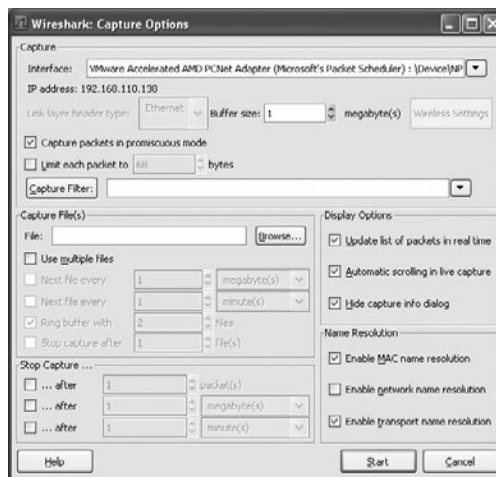 Wireshark: Capture Options
Capture
Interface: VMware Accelerated AMD PCNet Adapter (Microsoft's Packet Scheduler) : \Device\NP
IP address: 192.168.110.130
Link-layer header type: Ethernet Buffer size: 1 megabyte(s) Wireless Settings
Capture packets in promiscuous mode
Limit each packet to 68 bytes
Capture Filter:
Capture File(s)
File: Browse...
Use multiple files
Next file every 1 megabyte(s)
Next file every 1 minute(s)
Ring buffer with 2 files
Stop capture after 1 file(s)
Stop Capture ...
... after 1 packet(s)
... after 1 megabyte(s)
... after 1 minute(s)
Display Options
Update list of packets in real time
Automatic scrolling in live capture
Hide capture info dialog
Name Resolution
Enable MAC name resolution
Enable network name resolution
Enable transport name resolution
Help Start Cancel